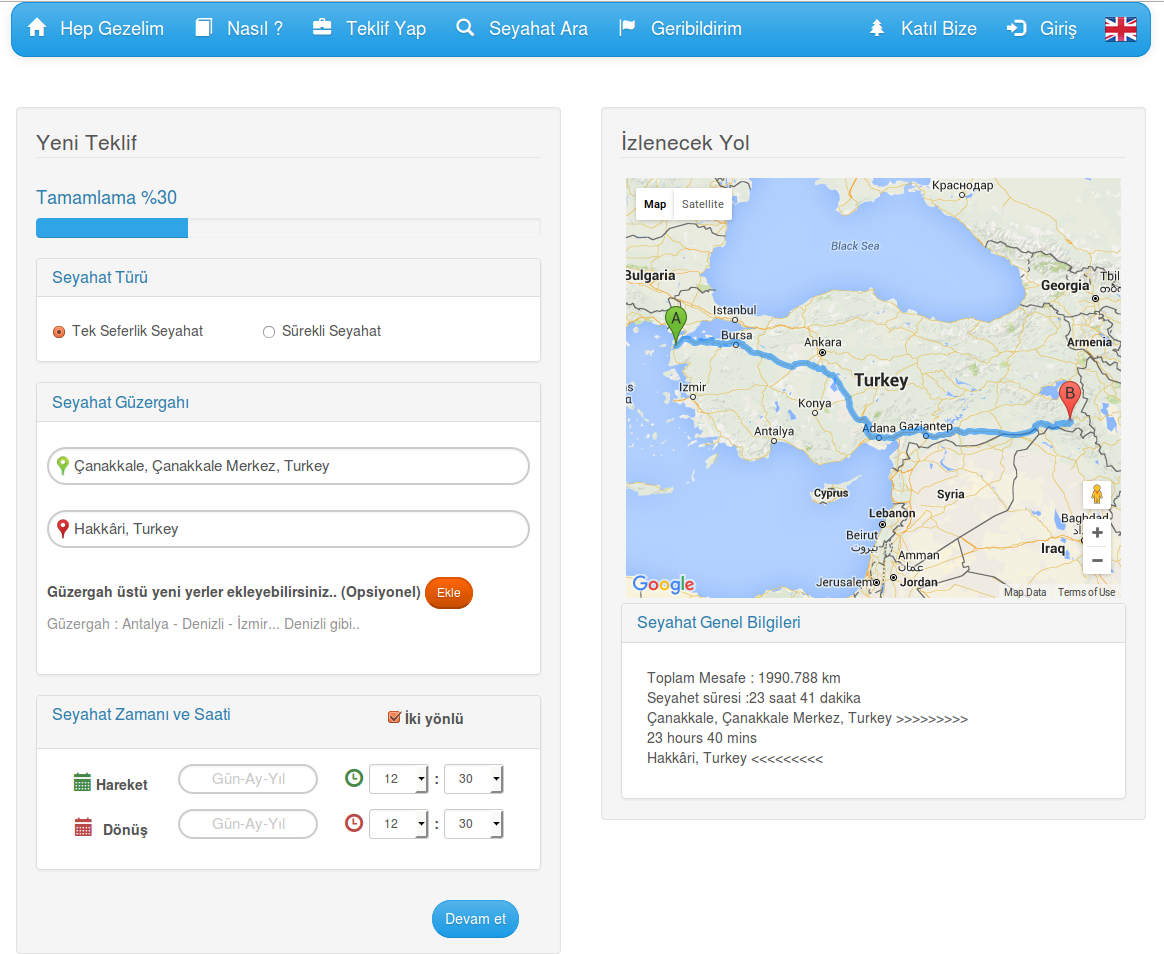 Hep Gezelim
Nasıl ?
Teklif Yap
Seyahat Ara
Geribildirim
Katıl Bize
Giriş
Yeni Teklif
Tamamlama %30
Seyahat Türü
Tek Seferlik Seyahat
Sürekli Seyahat
Seyahat Güzergahı
Çanakkale, Çanakkale Merkez, Turkey
Hakkâri, Turkey
Güzergah üstü yeni yerler ekleyebilirsiniz.. (Opsiyonel)
Ekle
Güzergah : Antalya - Denizli - İzmir... Denizli gibi..
Seyahat Zamanı ve Saati
İki yönlü
Hareket
Gün-Ay-Yıl
12 : 30
Dönüş
Gün-Ay-Yıl
12 : 30
Devam et
İzlenecek Yol
Map
Satellite
Краснодар
Black Sea
Bulgaria
Georgia
Tbil
Istanbul
A
Bursa
Ankara
Armenia
Turkey
B
Izmir
Konya
Adana
Gaziantep
Antalya
Cyprus
Syria
Lebanon
Beirut
بيروت
Baghdad
Iraq
Amman
عمان
Jerusalem
Jordan
Google
Map Data
Terms of Use
Seyahat Genel Bilgileri
Toplam Mesafe : 1990.788 km
Seyahet süresi :23 saat 41 dakika
Çanakkale, Çanakkale Merkez, Turkey >>>>>>>>>
23 hours 40 mins
Hakkâri, Turkey <<<<<<<<<